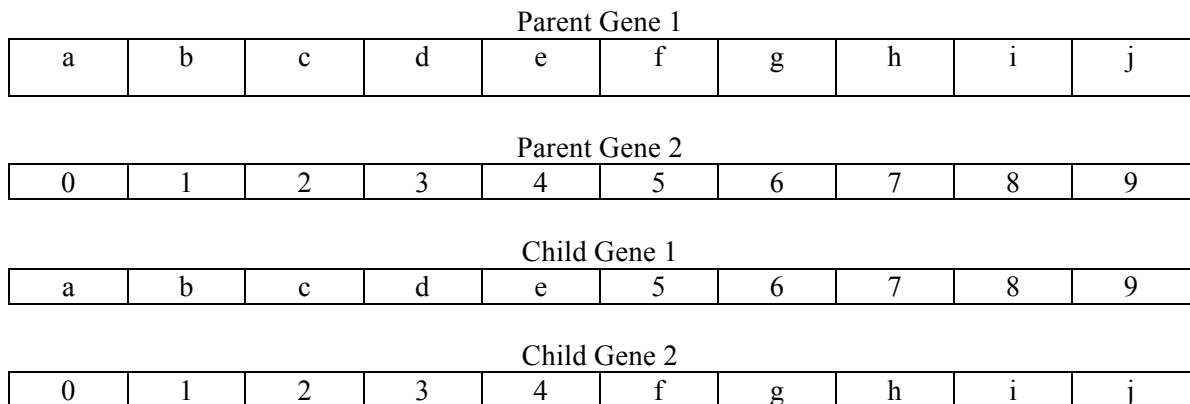 Parent Gene 1
a b c d e f g h i j
Parent Gene 2
0 1 2 3 4 5 6 7 8 9
Child Gene 1
a b c d e 5 6 7 8 9
Child Gene 2
0 1 2 3 4 f g h i j